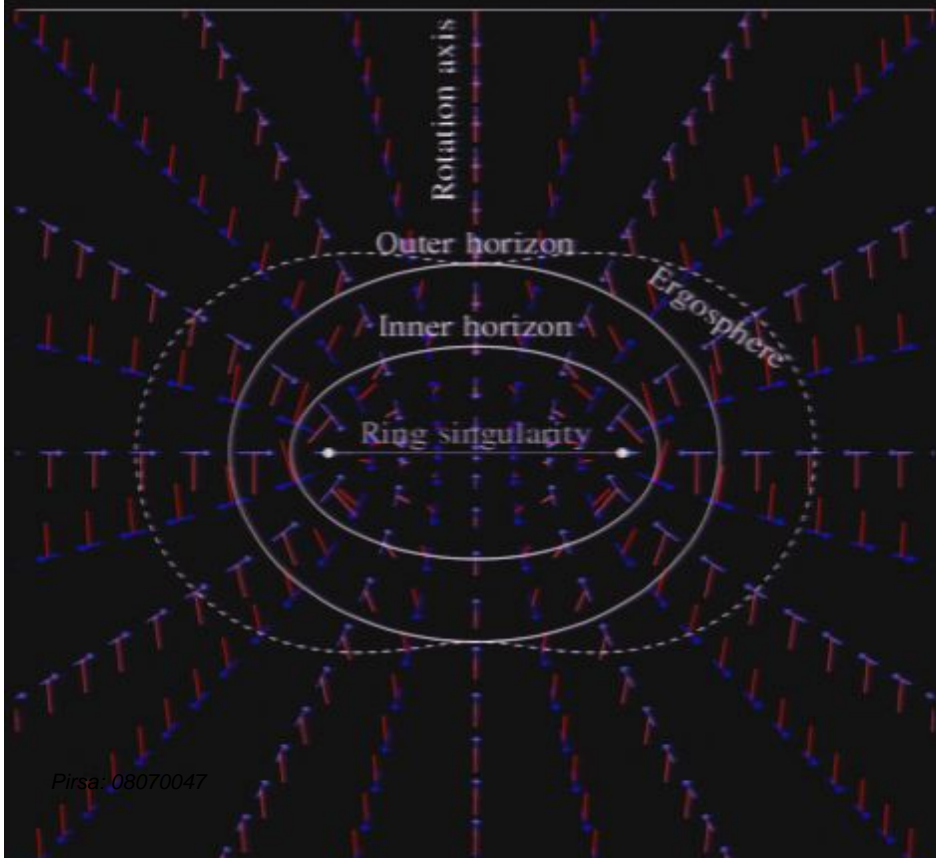 Rotation axis
Outer horizon
Ergosphere
Inner horizon
Ring singularity
Pirsa: 08070047